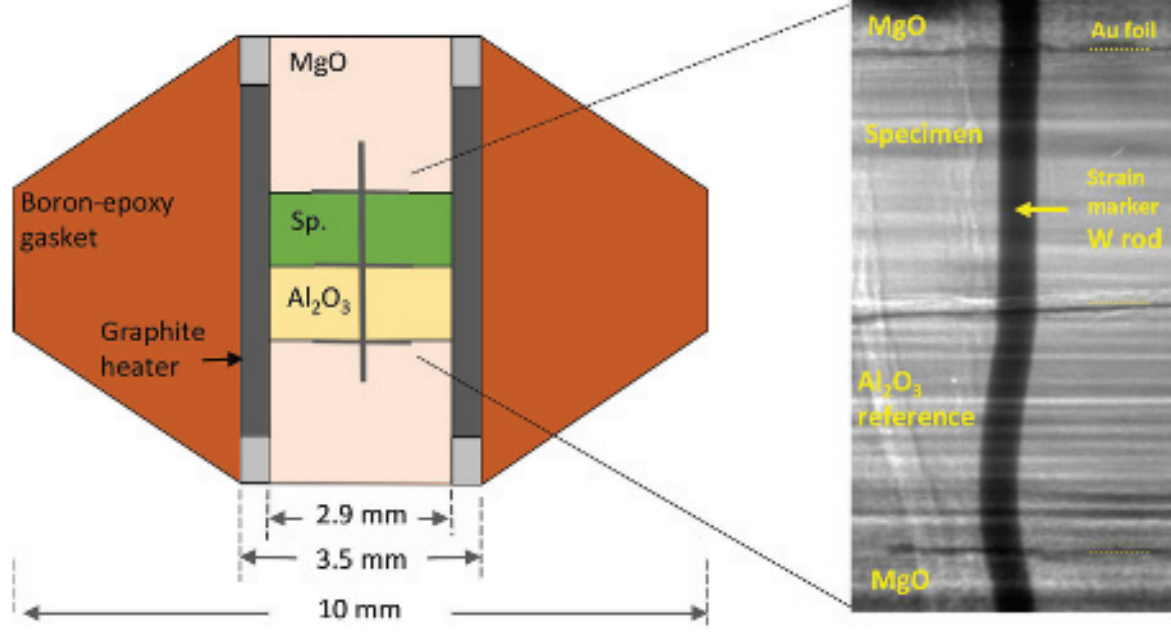 MgO
Sp.
Al₂O₃
Boron-epoxy
gasket
Graphite
heater
2.9 mm
3.5 mm
10 mm
MgO
Au foil
Specimen
Strain
marker
W rod
Al₂O₃
reference
MgO